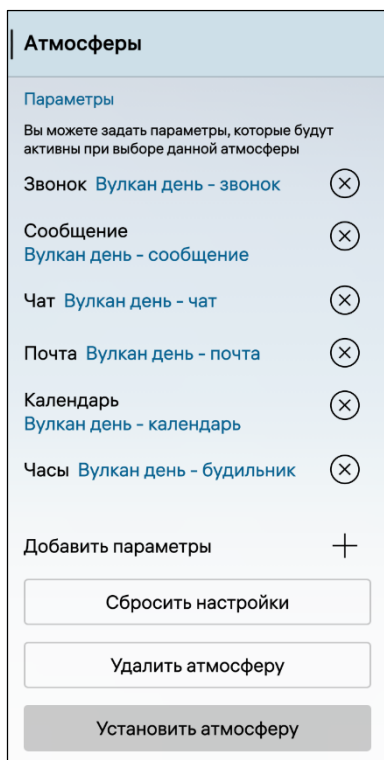 Атмосферы
Параметры
Вы можете задать параметры, которые будут
активны при выборе данной атмосферы
Звонок Вулкан день - звонок
Сообщение
Вулкан день - сообщение
Чат Вулкан день - чат
Почта Вулкан день - почта
Календарь
Вулкан день - календарь
Часы Вулкан день - будильник
Добавить параметры
Сбросить настройки
Удалить атмосферу
Установить атмосферу